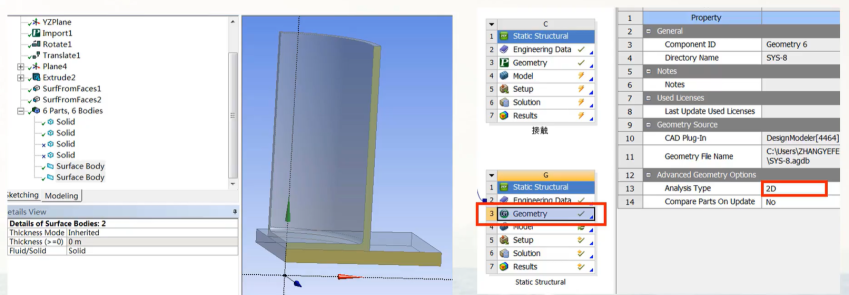 YZPlane
Import1
Rotate1
Translate1
Plane4
Extrude2
SurfFromFaces1
SurfFromFaces2
6 Parts, 6 Bodies
Solid
Solid
Solid
Solid
Surface Body
Surface Body
Sketching Modeling
etails View
Details of Surface Bodies: 2
Thickness Mode Inherited
Thickness (>=0) 0 m
Fluid/Solid Solid
C
1 Static Structural
2 Engineering Data
3 Geometry
4 Model
5 Setup
6 Solution
7 Results
接触
G
1 Static Structural
2 Engineering Data
3 Geometry
4 Model
5 Setup
6 Solution
7 Results
Static Structural
1 Property
2 General
3 Component ID Geometry 6
4 Directory Name SYS-8
5 Notes
6 Notes
7 Used Licenses
8 Last Update Used Licenses
9 Geometry Source
10 CAD Plug-In DesignModeler[4464]
11 Geometry File Name C:\Users\ZHANGYEFE
\SYS-8.agdb
12 Advanced Geometry Options
13 Analysis Type 2D
14 Compare Parts On Update No